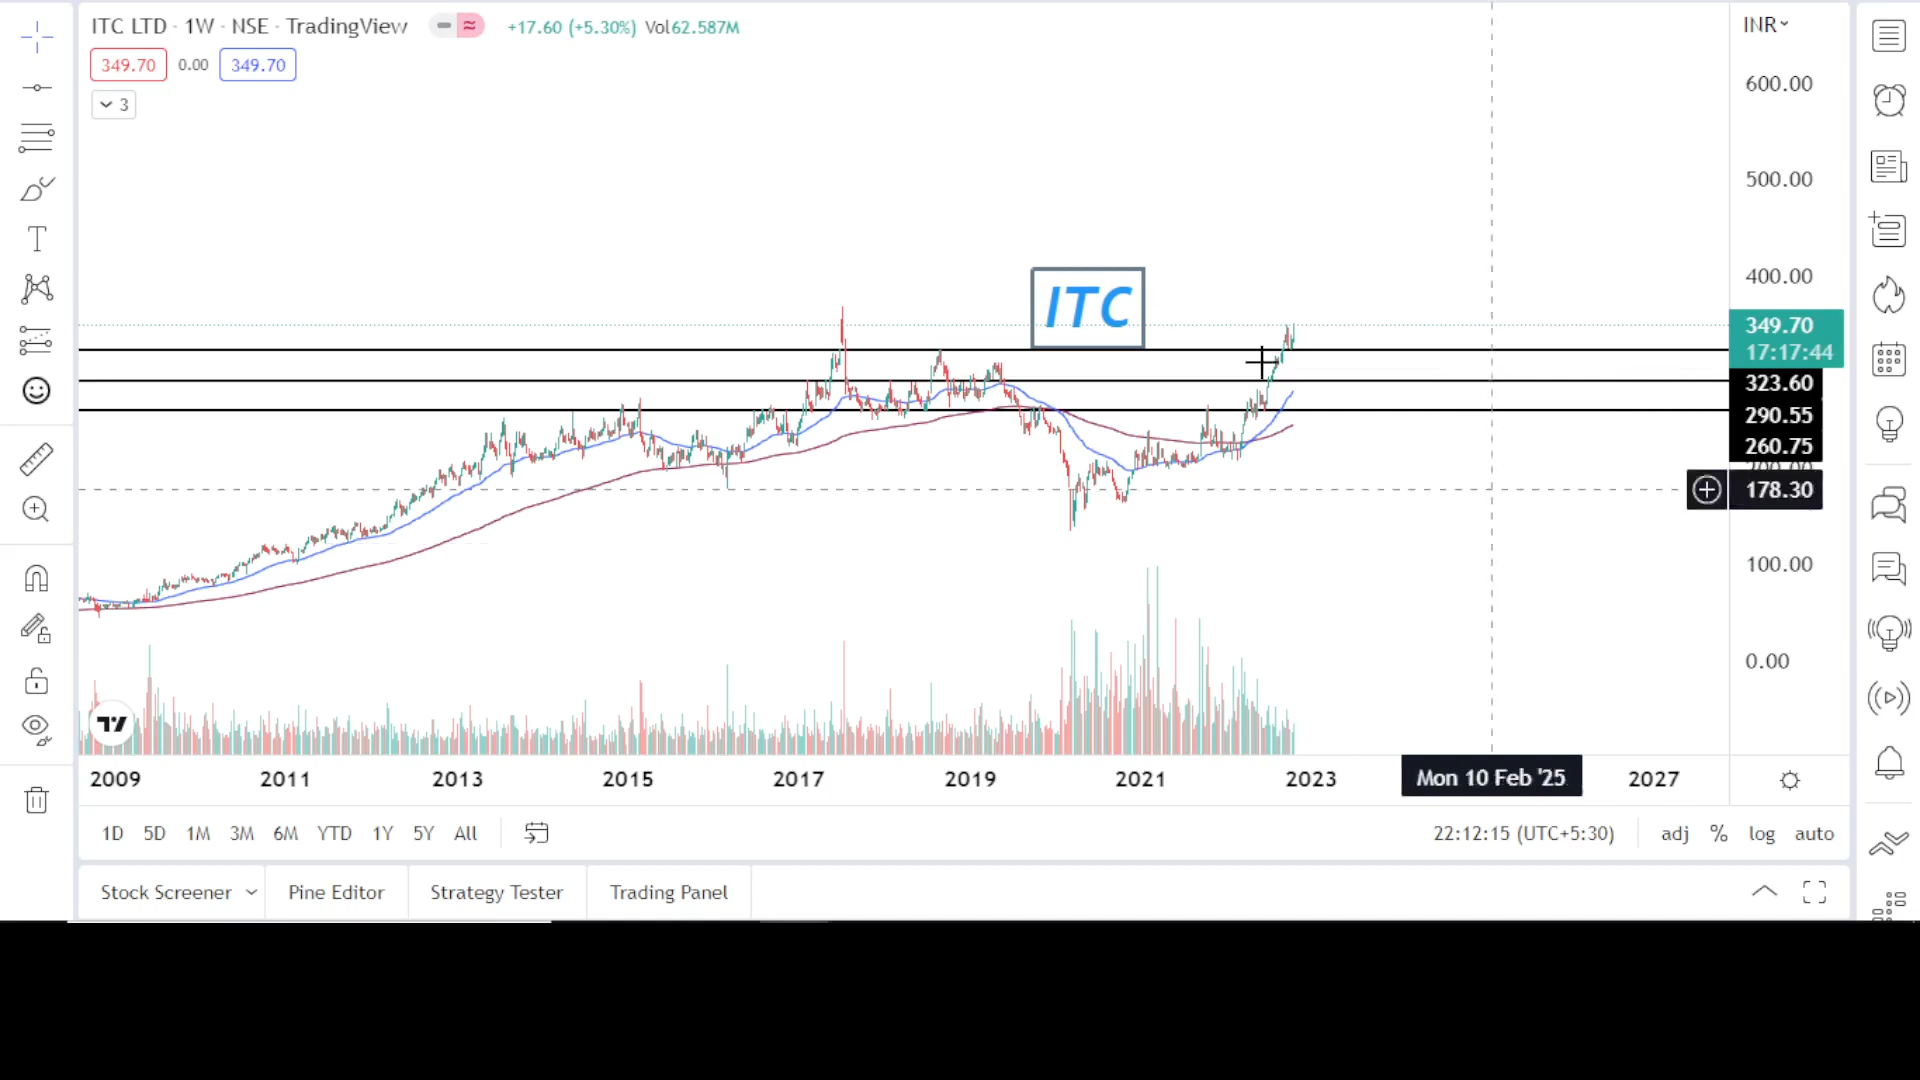 ITC LTD · 1W · NSE · TradingView +17.60 (+5.30%) Vol62.587M
349.70 0.00 349.70
3
INR
600.00
500.00
400.00
ITC
349.70
17:17:44
323.60
290.55
260.75
200.00
178.30
100.00
0.00
2009 2011 2013 2015 2017 2019 2021 2023 Mon 10 Feb '25 2027
1D 5D 1M 3M 6M YTD 1Y 5Y All 22:12:15 (UTC+5:30) adj % log auto
Stock Screener Pine Editor Strategy Tester Trading Panel